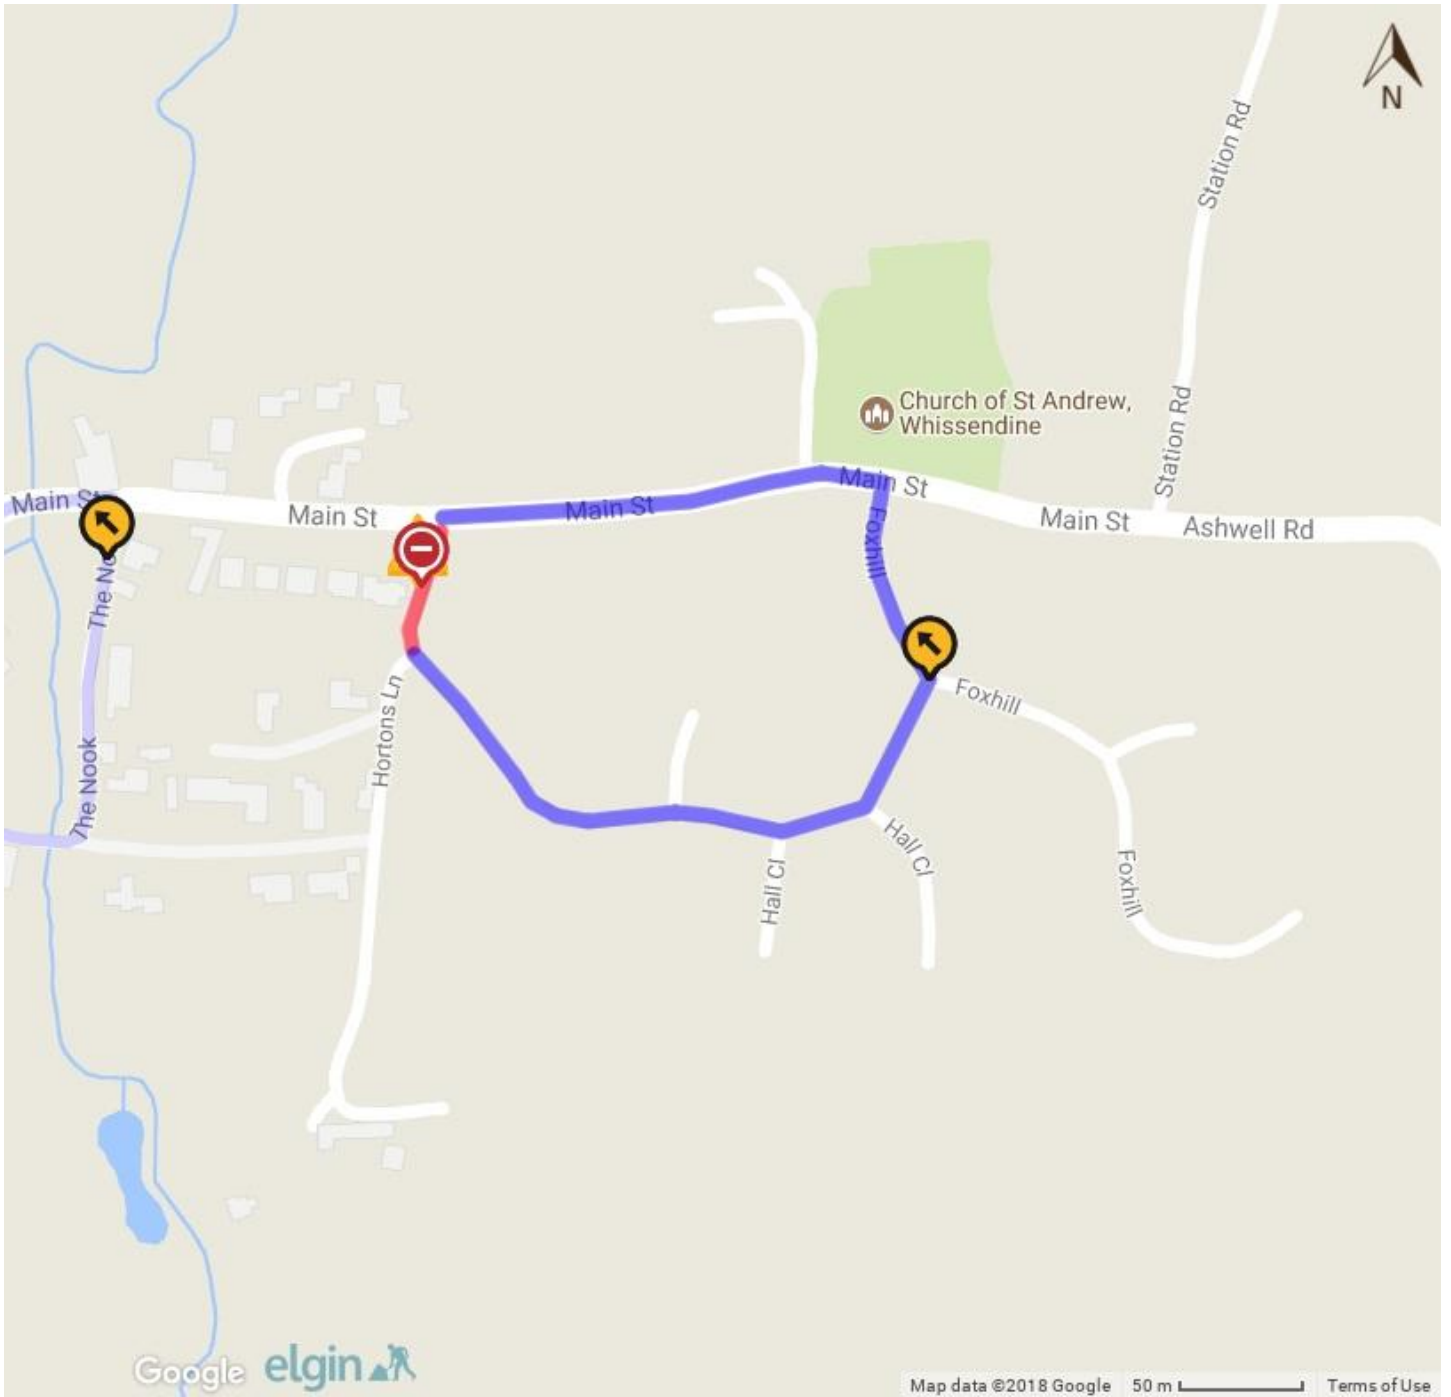 N
Station Rd
Church of St Andrew,
Whissendine
Station Rd
Main St
Main St
Main St
Main St
Main St
Ashwell Rd
Foxhill
The No
Foxhill
Hortons Ln
The Nook
Hall Cl
Hall Cl
Foxhill
Google
elgin
Map data ©2018 Google
50 m
Terms of Use